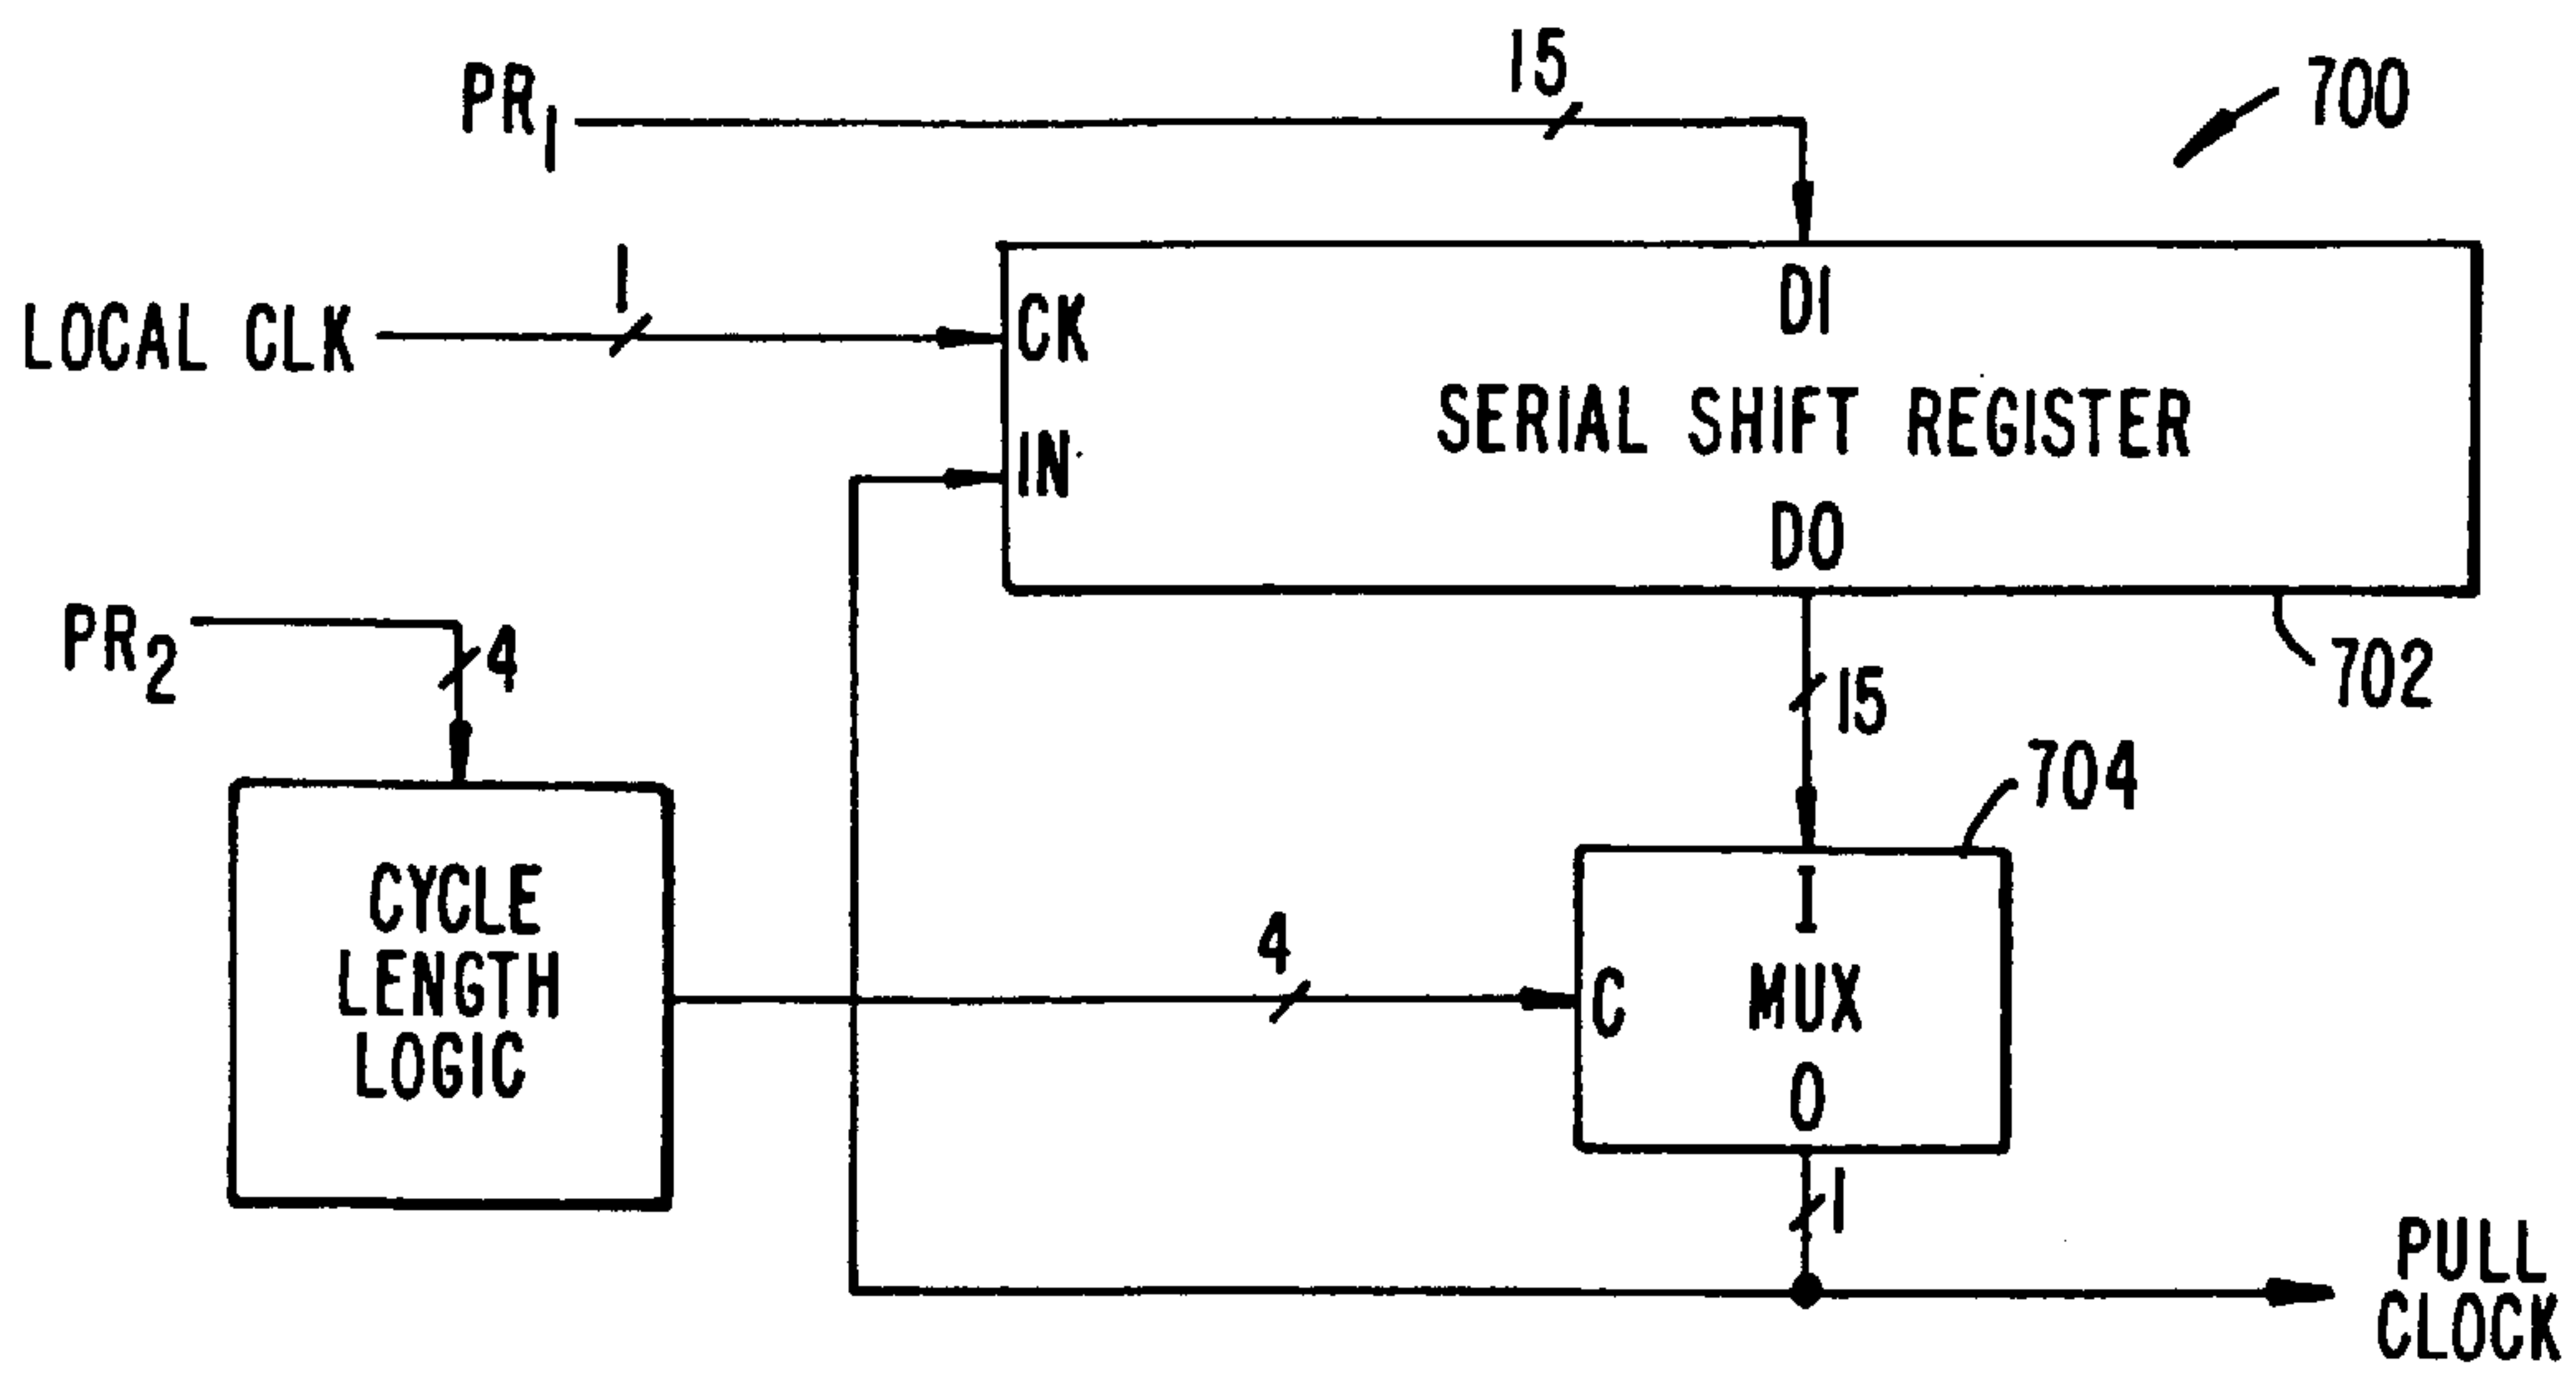 PR1
15
700
LOCAL CLK
1
CK
DI
IN
SERIAL SHIFT REGISTER
DO
PR2
4
702
15
704
CYCLE
LENGTH
LOGIC
4
C
I
MUX
O
1
PULL
CLOCK